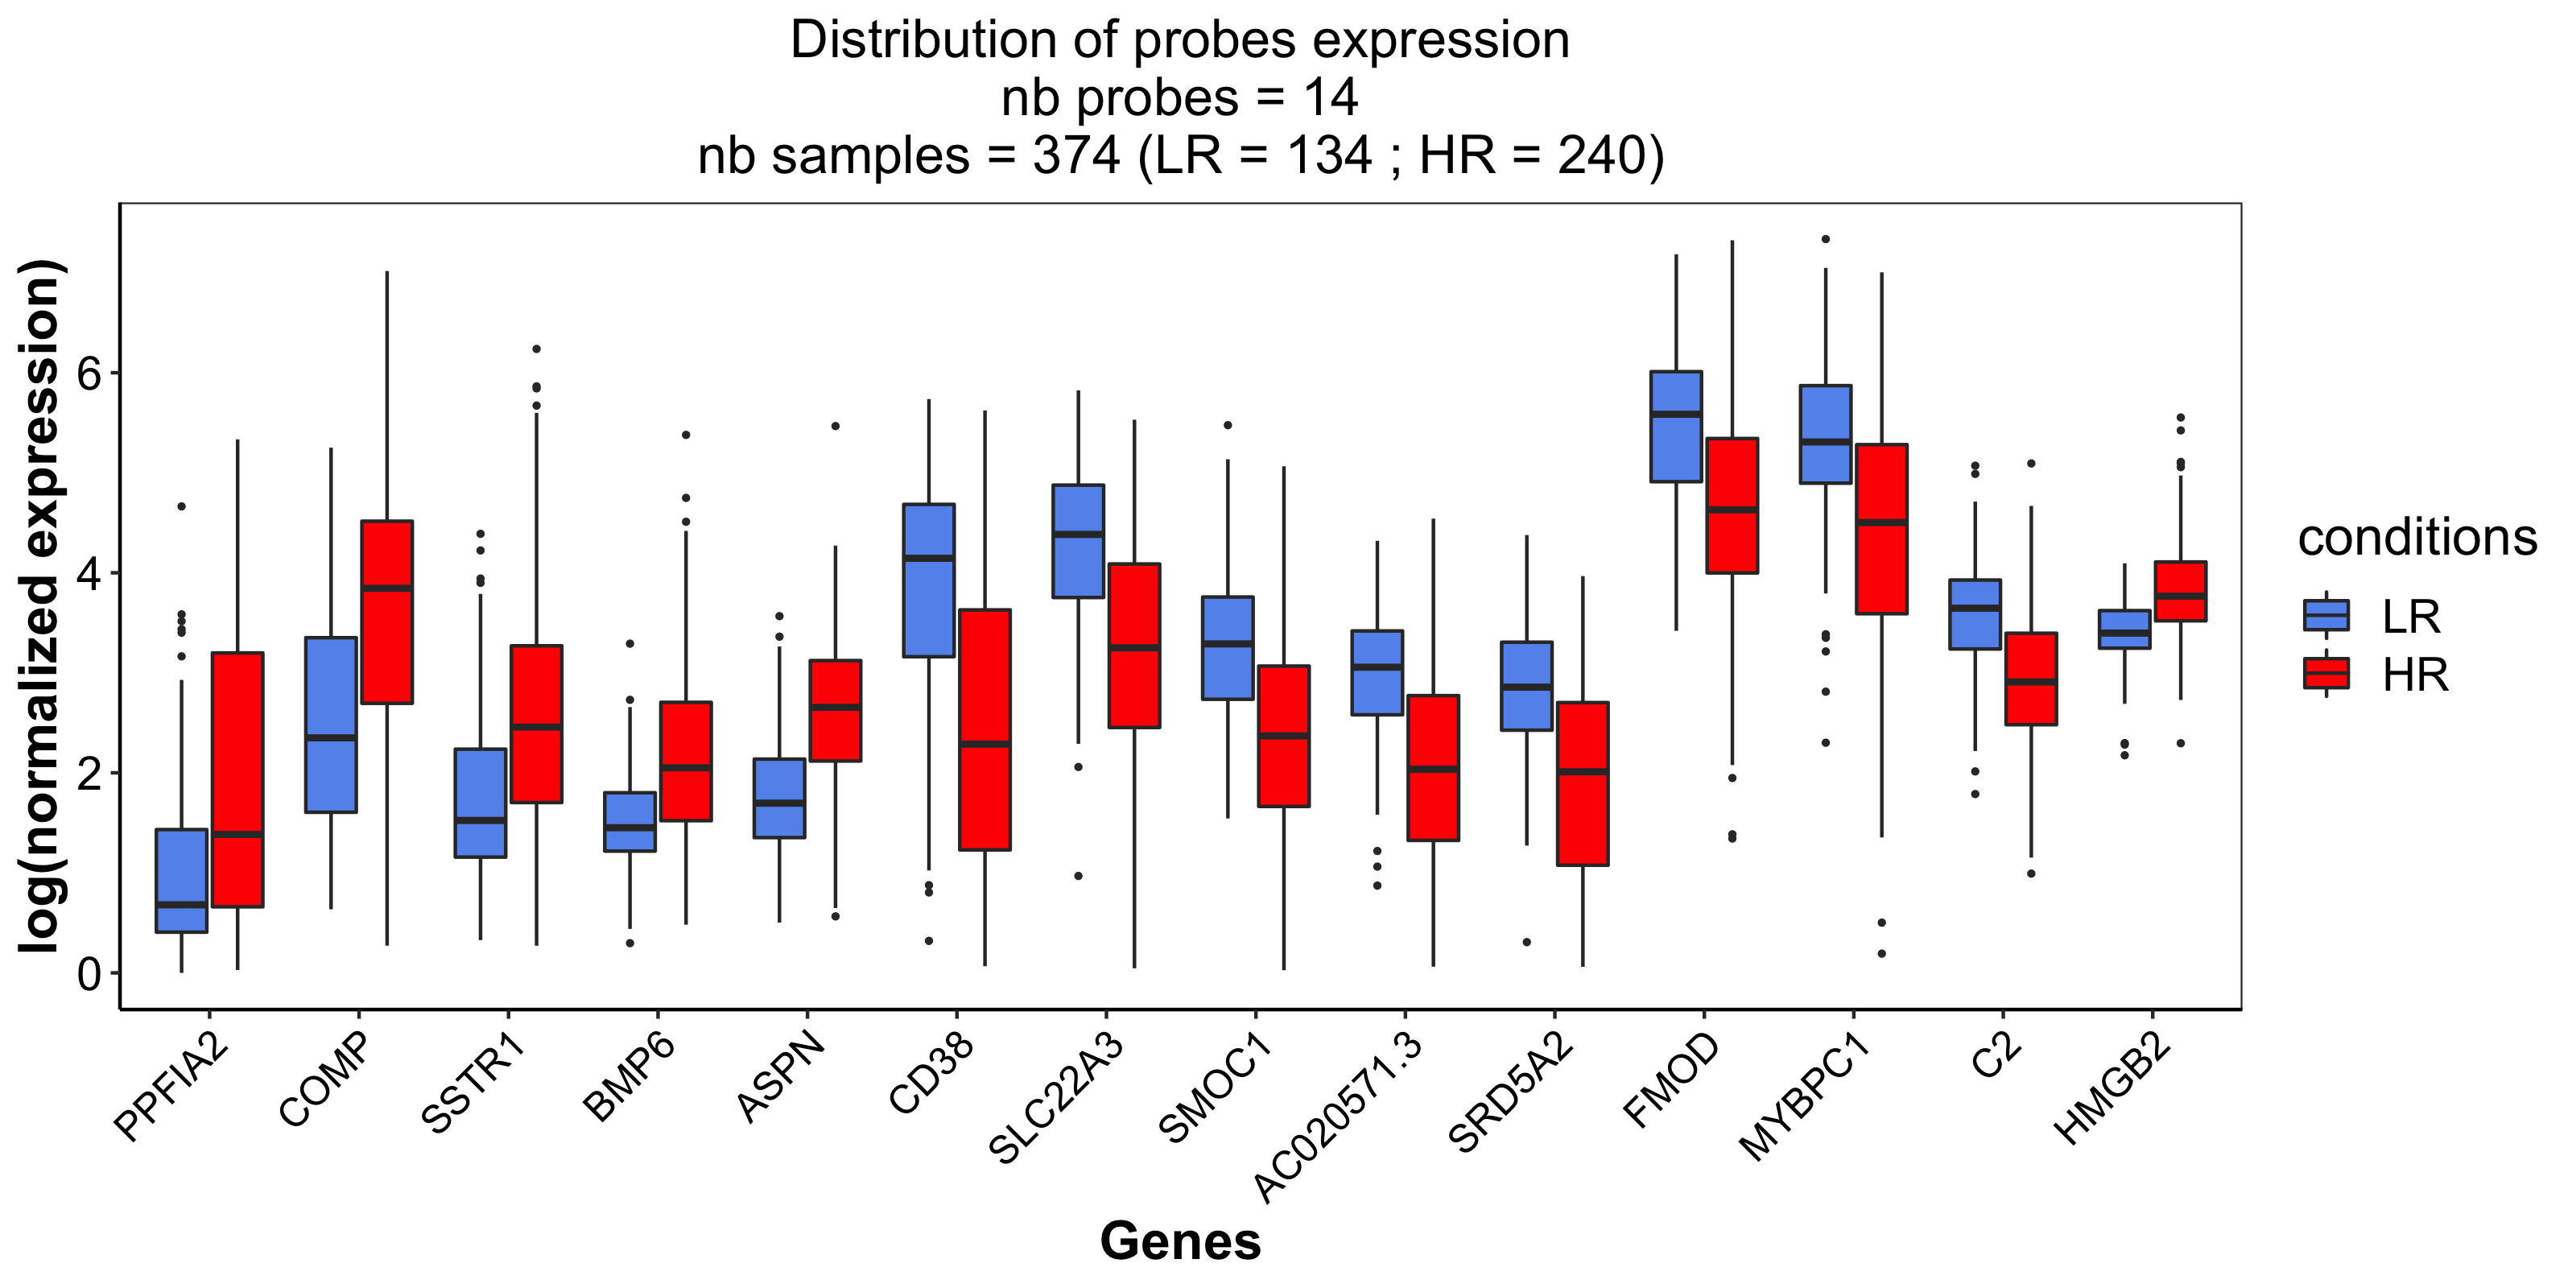 Distribution of probes expression
nb probes = 14
nb samples = 374 (LR = 134 ; HR = 240)
log(normalized expression)
6
4
2
0
PPFIA2
COMP
SSTR1
BMP6
ASPN
CD38
SLC22A3
SMOC1
AC020571.3
SRD5A2
FMOD
MYBPC1
C2
HMGB2
Genes
conditions
LR
HR